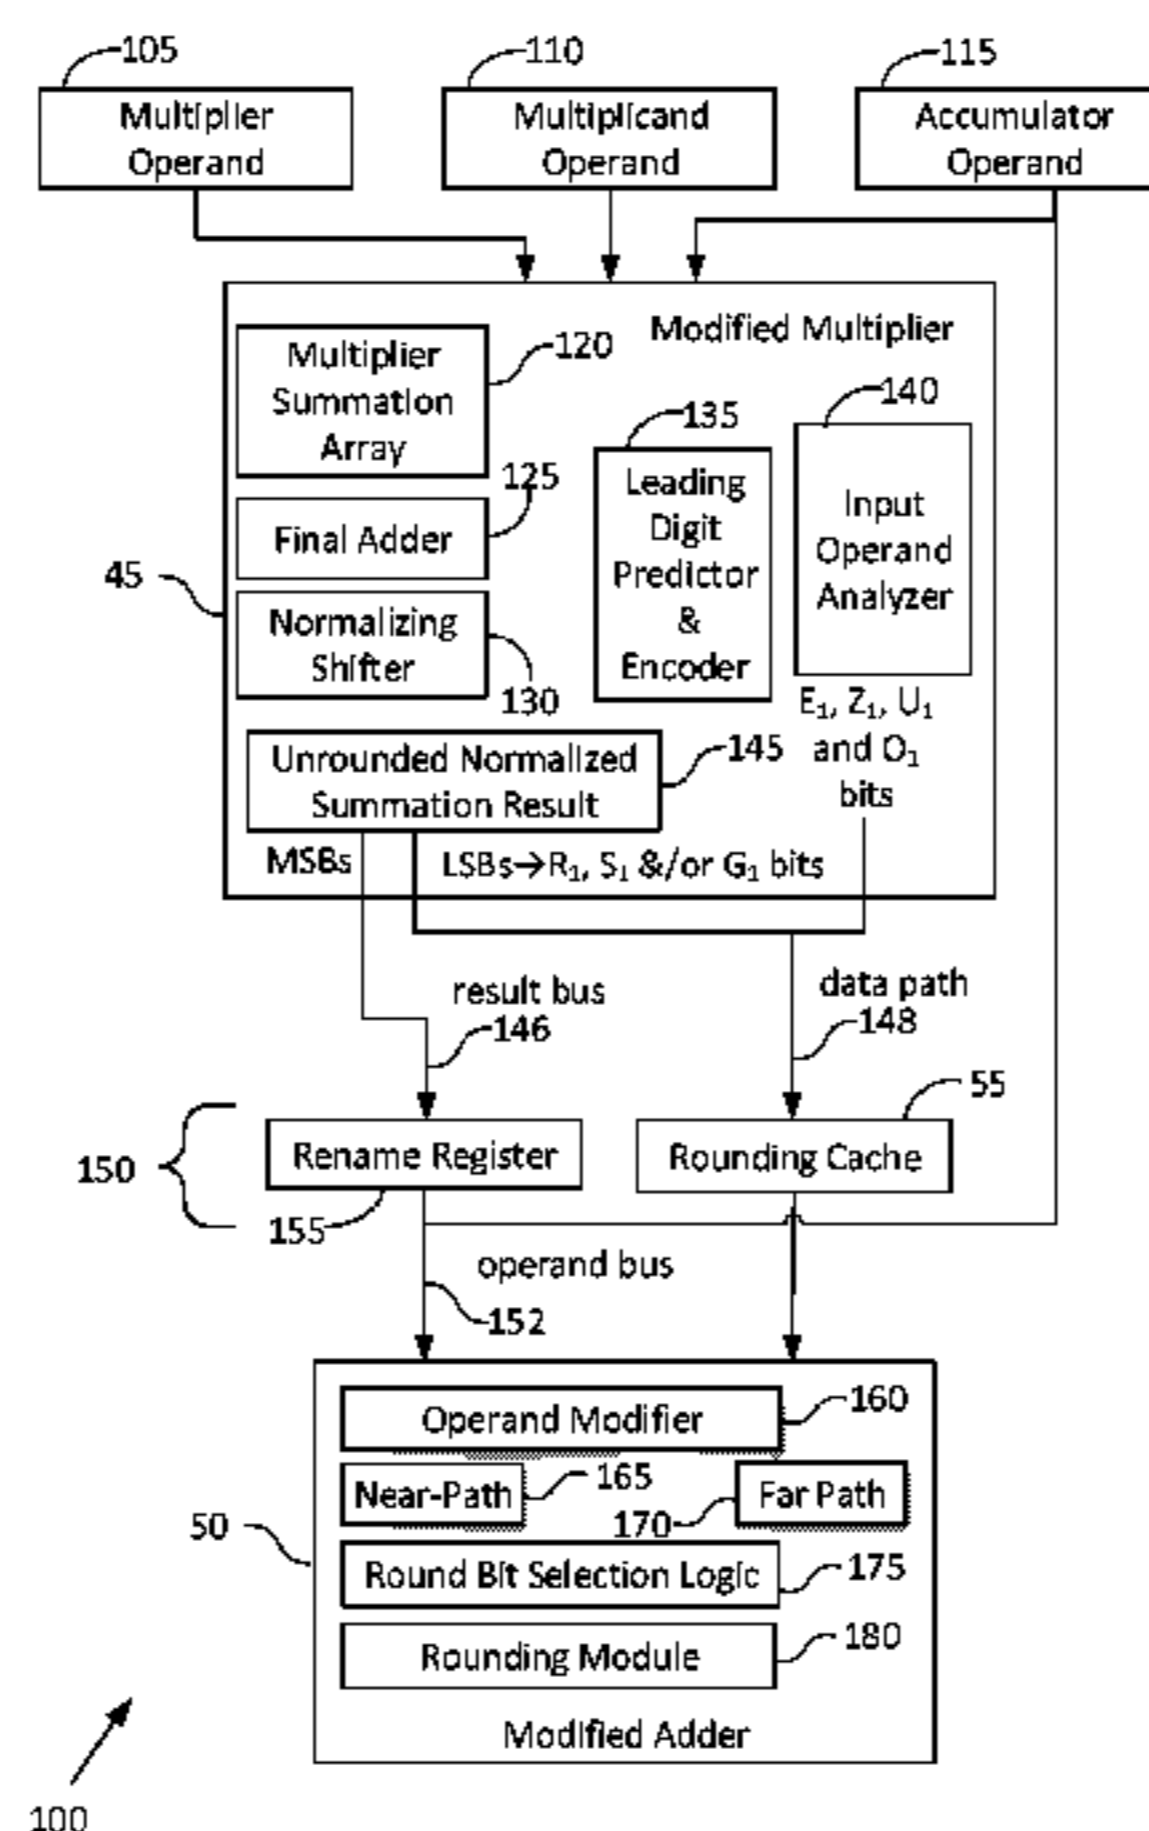 105
110
115
Multiplier
Operand
Multiplicand
Operand
Accumulator
Operand
Modified Multiplier
Multiplier
Summation
Array
120
125
Final Adder
45
Normalizing
Shifter
130
135
Leading
Digit
Predictor
&
Encoder
140
Input
Operand
Analyzer
E₁, Z₁, U₁
and O₁
bits
Unrounded Normalized
Summation Result
145
MSBs
LSBs→R₁, S₁ &/or G₁ bits
result bus
146
data path
148
55
150
Rename Register
155
Rounding Cache
operand bus
152
Operand Modifier
160
Near-Path
165
170
Far Path
50
Round Bit Selection Logic
175
Rounding Module
180
Modified Adder
100